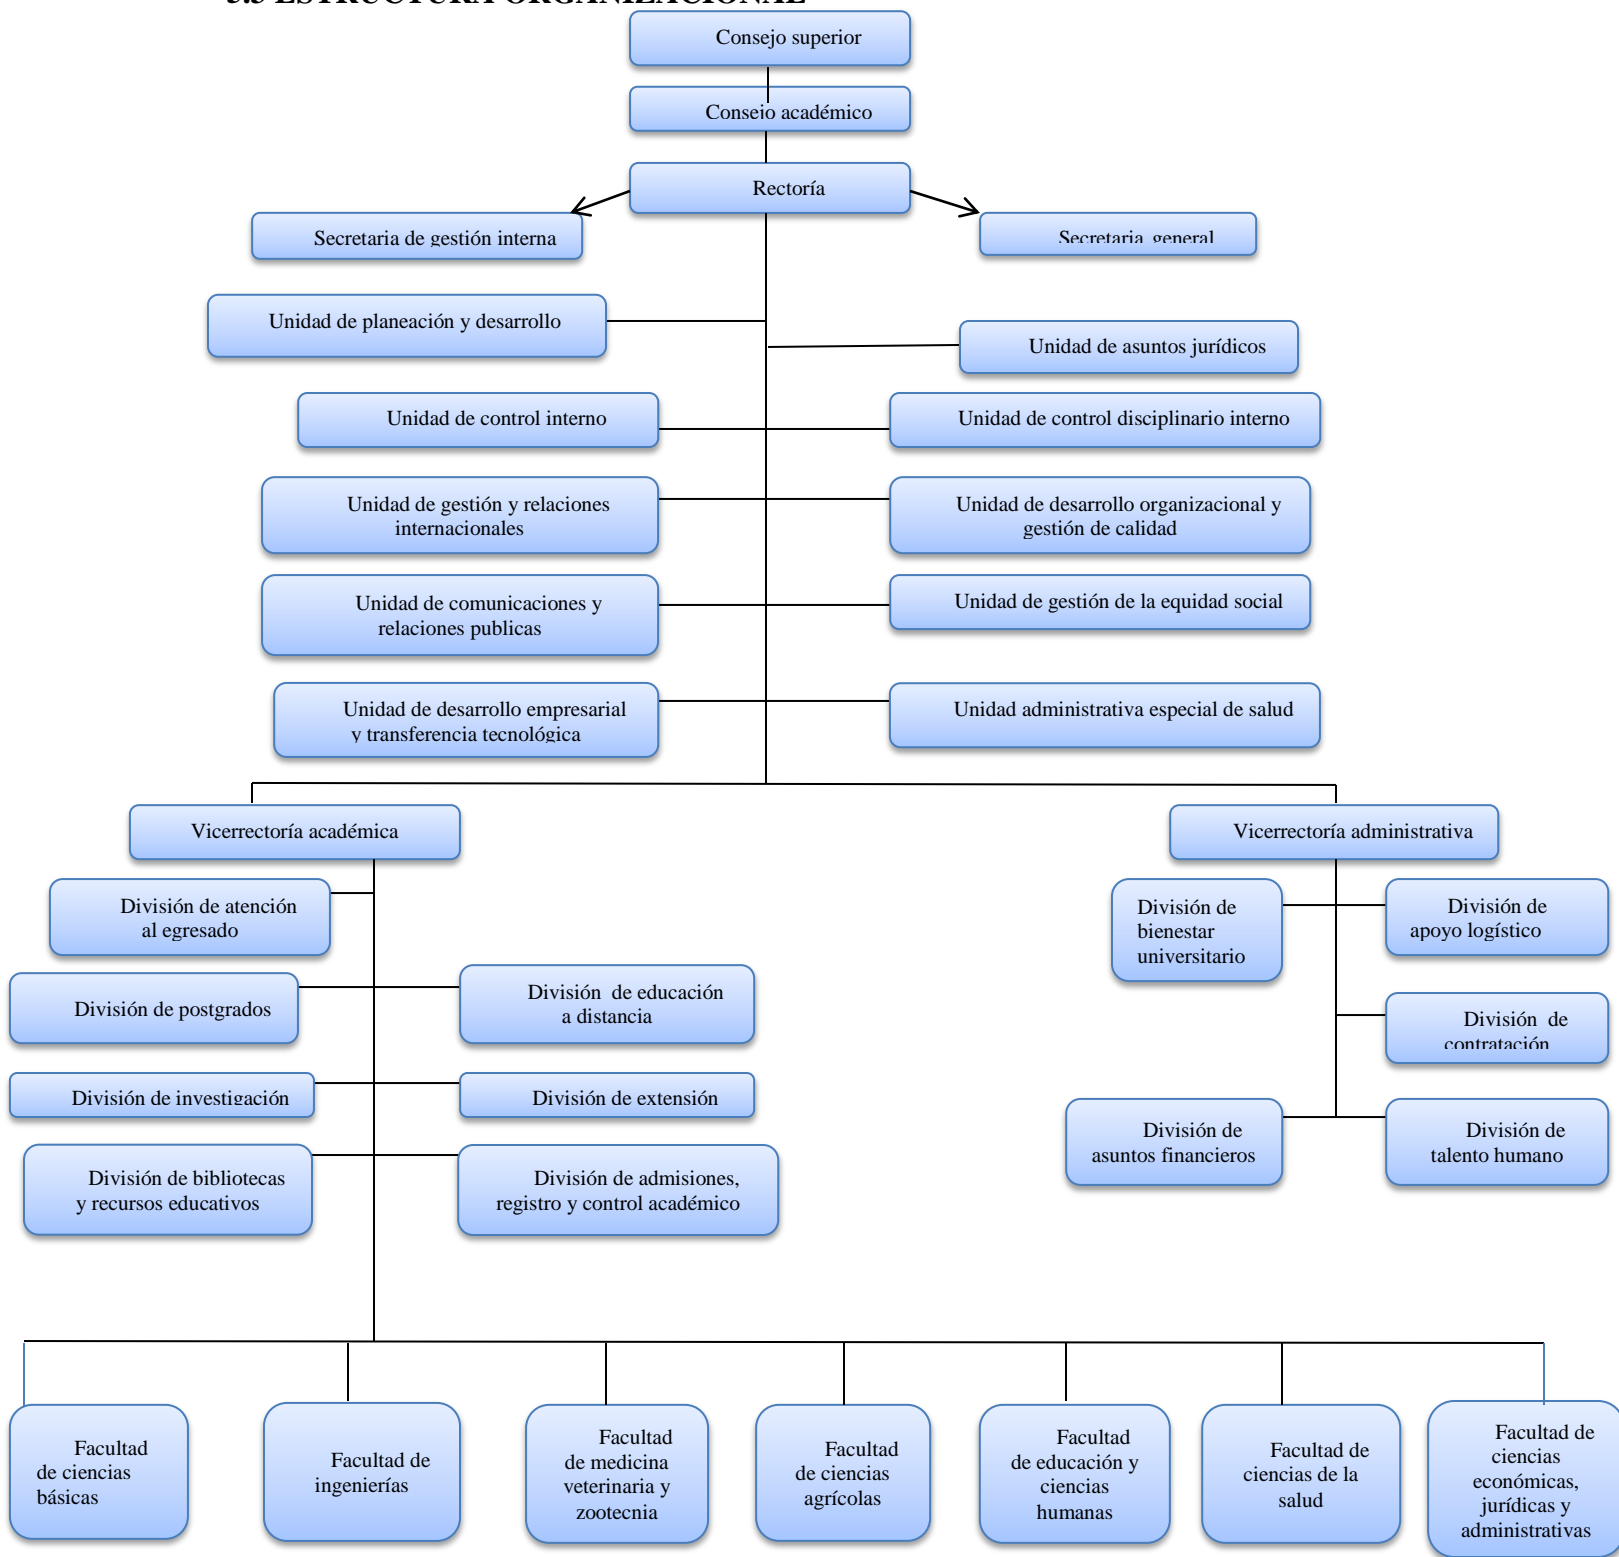 ESTRUCTURA ORGANIZACIONAL
Consejo superior
Consejo académico
Rectoría
Secretaria de gestión interna
Secretaria general
Unidad de planeación y desarrollo
Unidad de asuntos jurídicos
Unidad de control interno
Unidad de control disciplinario interno
Unidad de gestión y relaciones
internacionales
Unidad de desarrollo organizacional y
gestión de calidad
Unidad de comunicaciones y
relaciones publicas
Unidad de gestión de la equidad social
Unidad de desarrollo empresarial
y transferencia tecnológica
Unidad administrativa especial de salud
Vicerrectoría académica
Vicerrectoría administrativa
División de atención
al egresado
División de
bienestar
universitario
División de
apoyo logístico
División de postgrados
División de educación
a distancia
División de
contratación
División de investigación
División de extensión
División de
asuntos financieros
División de
talento humano
División de bibliotecas
y recursos educativos
División de admisiones,
registro y control académico
Facultad
de ciencias
básicas
Facultad de
ingenierías
Facultad
de medicina
veterinaria y
zootecnia
Facultad
de ciencias
agrícolas
Facultad
de educación y
ciencias
humanas
Facultad de
ciencias de la
salud
Facultad de
ciencias
económicas,
jurídicas y
administrativas